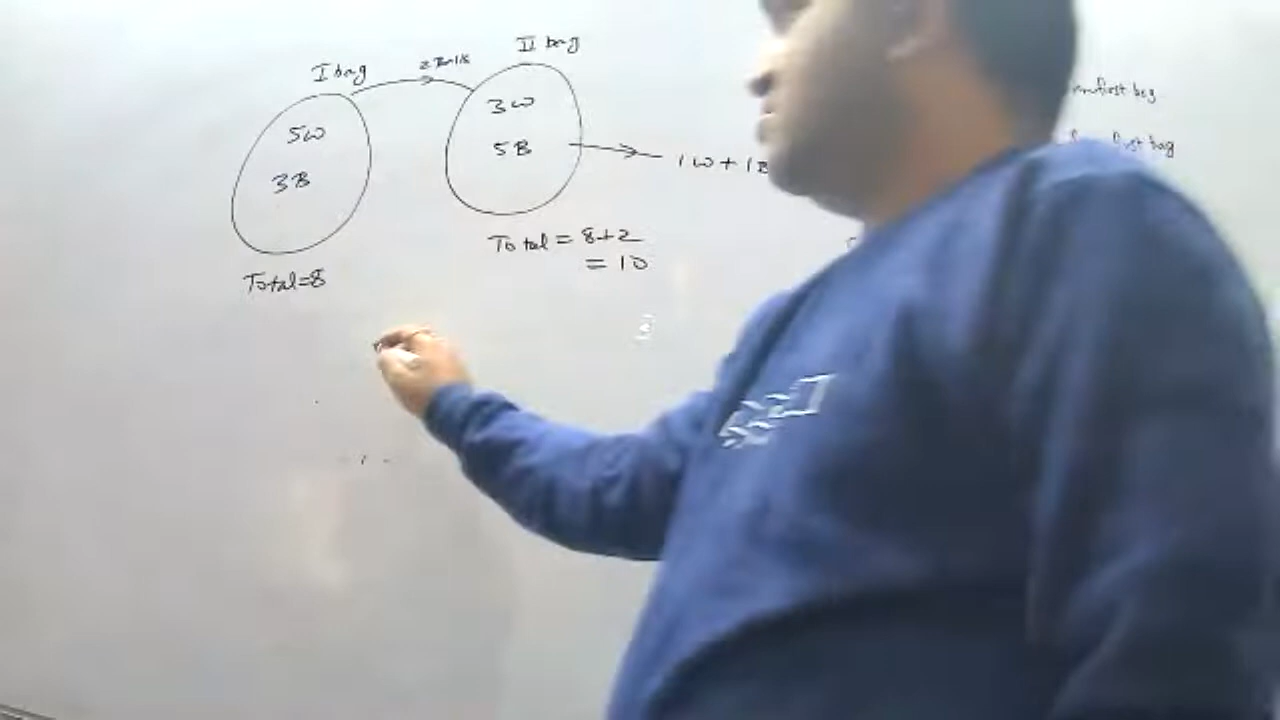 I bag
2 Balls
II bag
5W
3B
3W
5B
1W + 1B
first bag
bag
Total = 8+2
= 10
Total=8